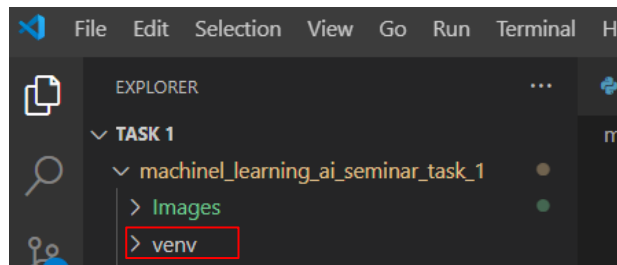 File Edit Selection View Go Run Terminal H
EXPLORER ...
TASK 1
machinel_learning_ai_seminar_task_1
Images
venv